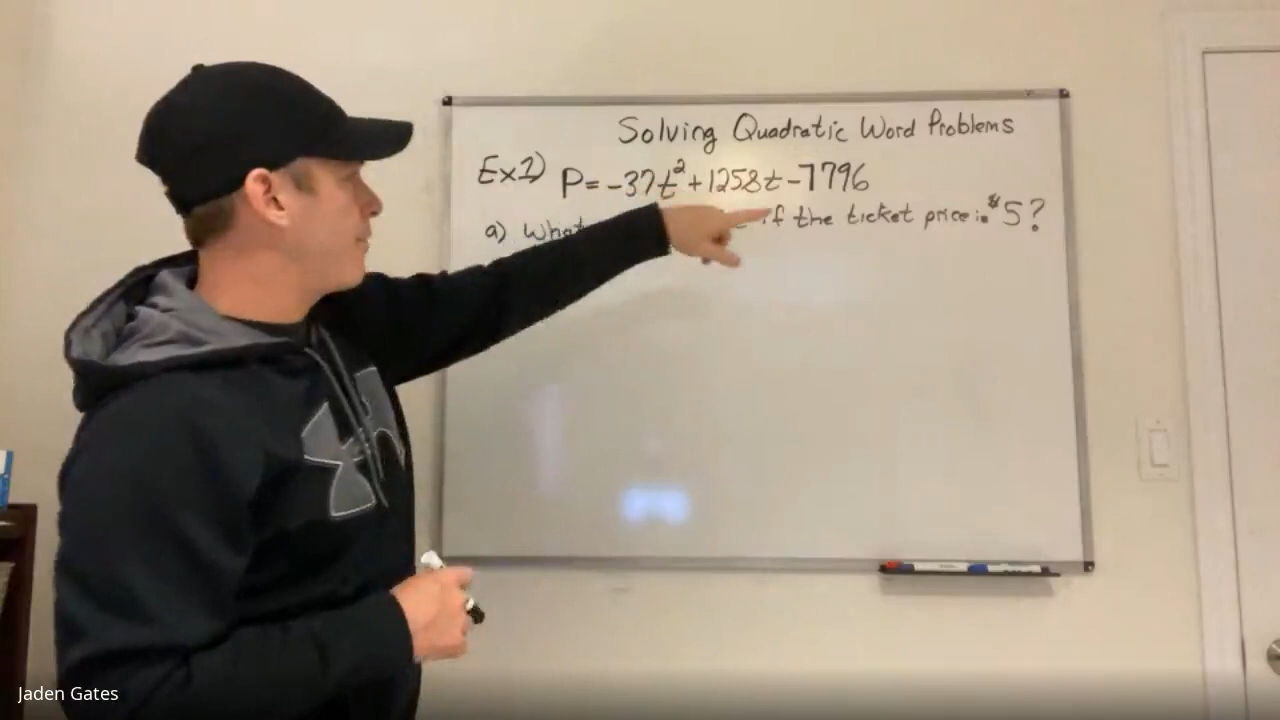 Solving Quadratic Word Problems
Ex1) P = -37t² + 1258t - 7796
a) What if the ticket price is $5?
Jaden Gates